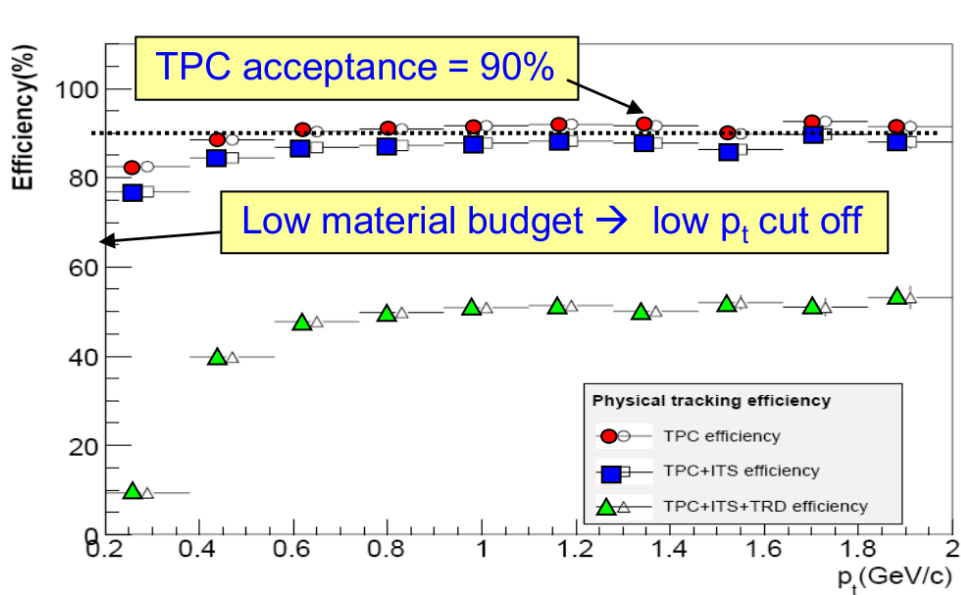 TPC acceptance = 90%
Efficiency(%)
100
80
Low material budget → low pt cut off
60
40
20
0
Physical tracking efficiency
TPC efficiency
TPC+ITS efficiency
TPC+ITS+TRD efficiency
0.2 0.4 0.6 0.8 1 1.2 1.4 1.6 1.8 2
pt(GeV/c)